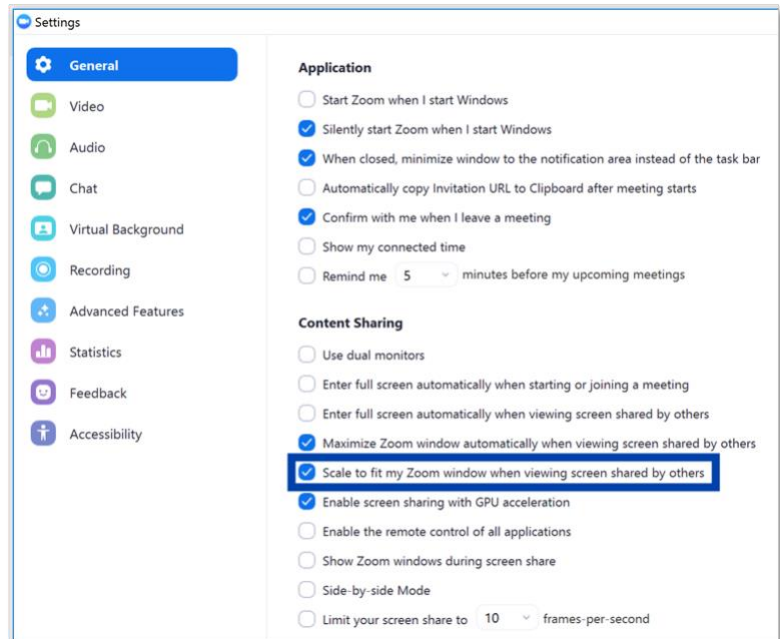 Settings
General
Video
Audio
Chat
Virtual Background
Recording
Advanced Features
Statistics
Feedback
Accessibility
Application
Start Zoom when I start Windows
Silently start Zoom when I start Windows
When closed, minimize window to the notification area instead of the task bar
Automatically copy Invitation URL to Clipboard after meeting starts
Confirm with me when I leave a meeting
Show my connected time
Remind me 5 minutes before my upcoming meetings
Content Sharing
Use dual monitors
Enter full screen automatically when starting or joining a meeting
Enter full screen automatically when viewing screen shared by others
Maximize Zoom window automatically when viewing screen shared by others
Scale to fit my Zoom window when viewing screen shared by others
Enable screen sharing with GPU acceleration
Enable the remote control of all applications
Show Zoom windows during screen share
Side-by-side Mode
Limit your screen share to 10 frames-per-second